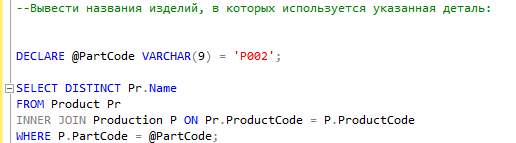 --Вывести названия изделий, в которых используется указанная деталь:
DECLARE @PartCode VARCHAR(9) = 'P002';
SELECT DISTINCT Pr.Name
FROM Product Pr
INNER JOIN Production P ON Pr.ProductCode = P.ProductCode
WHERE P.PartCode = @PartCode;